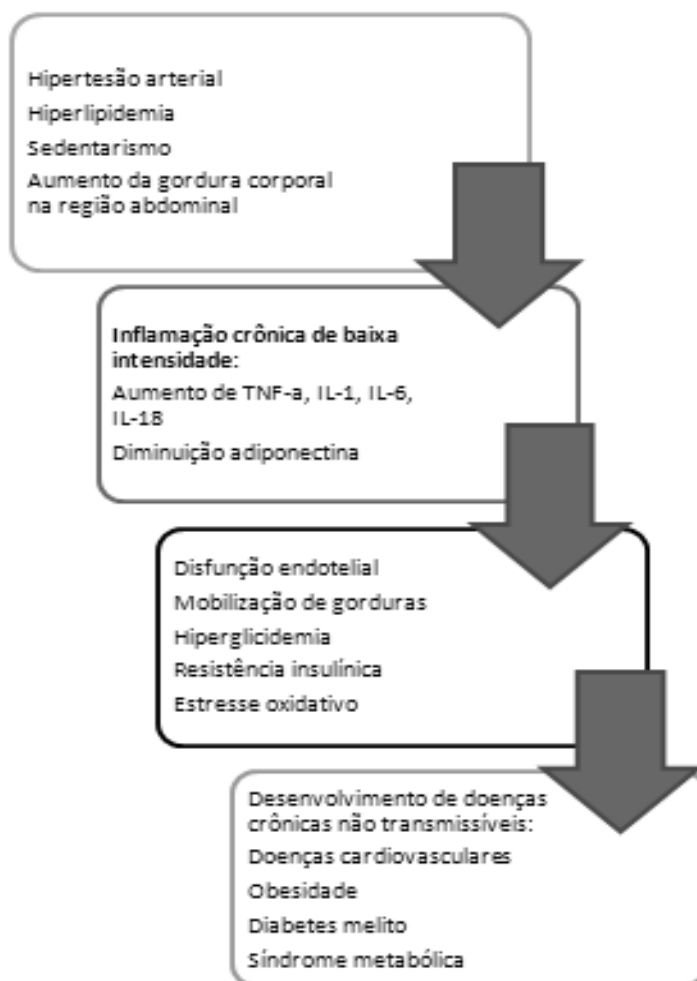 Hipertesão arterial
Hiperlipidemia
Sedentarismo
Aumento da gordura corporal
na região abdominal
Inflamação crônica de baixa
intensidade:
Aumento de TNF-a, IL-1, IL-6,
IL-18
Diminuição adiponectina
Disfunção endotelial
Mobilização de gorduras
Hiperglicidemia
Resistência insulínica
Estresse oxidativo
Desenvolvimento de doenças
crônicas não transmissíveis:
Doenças cardiovasculares
Obesidade
Diabetes melito
Síndrome metabólica